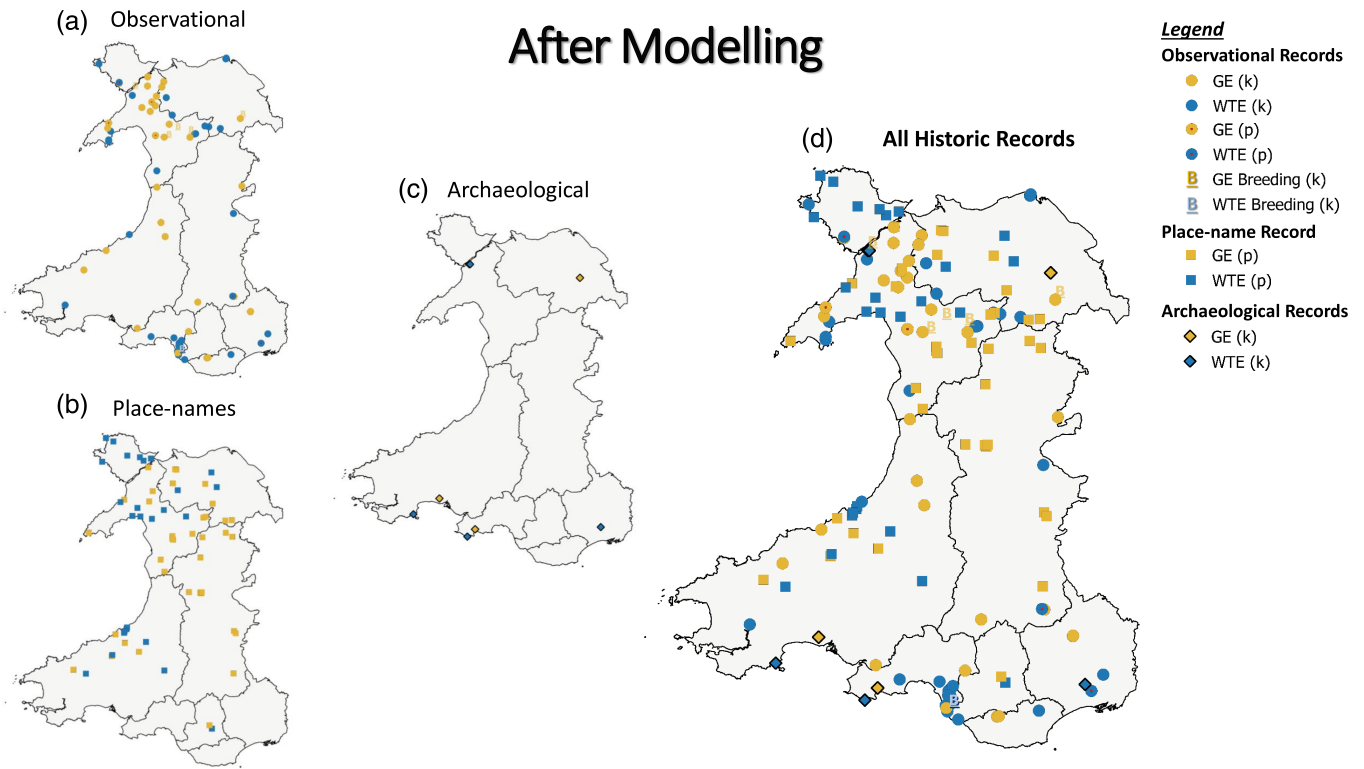 (a) Observational
After Modelling
(b) Place-names
(c) Archaeological
(d) All Historic Records
B
B
B
B
B
B
B
B
B
B
Legend
Observational Records
GE (k)
WTE (k)
GE (p)
WTE (p)
B GE Breeding (k)
B WTE Breeding (k)
Place-name Record
GE (p)
WTE (p)
Archaeological Records
GE (k)
WTE (k)